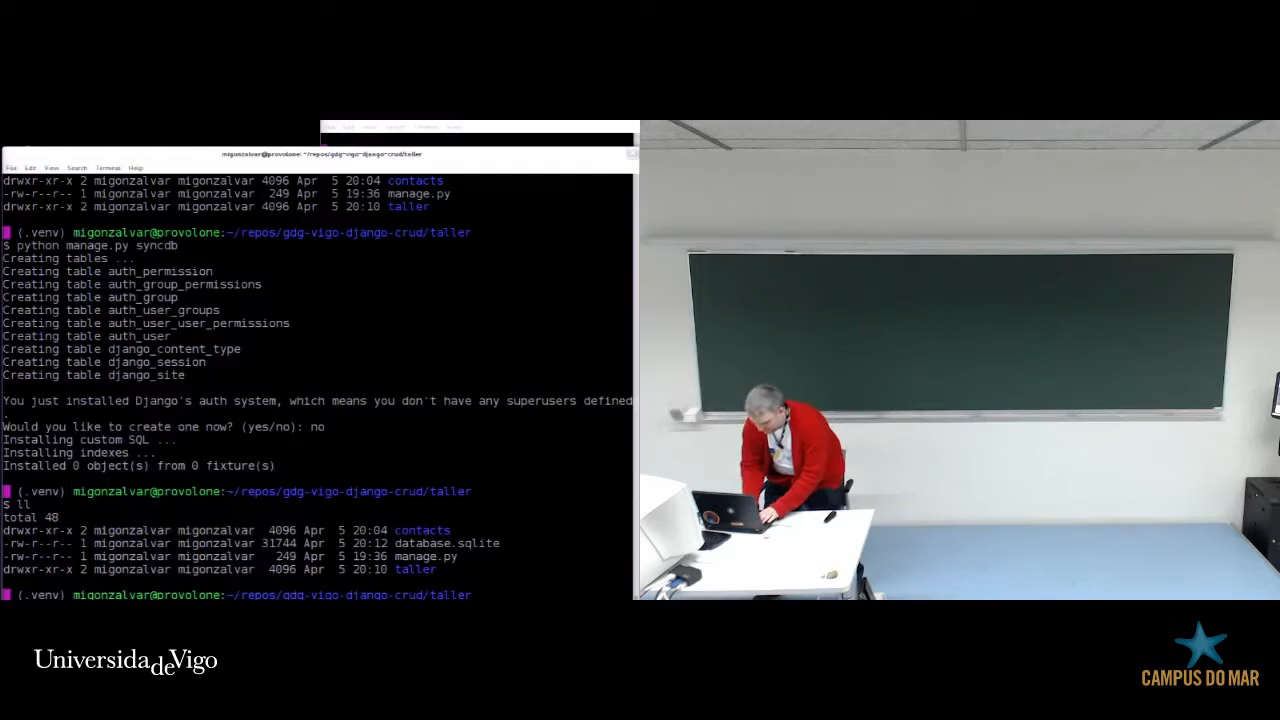 migonzalvar@provolone: ~/repos/gdg-vigo-django-crud/taller
File Edit View Search Terminal Help
drwxr-xr-x 2 migonzalvar migonzalvar 4096 Apr  5 20:04 contacts
-rw-r--r-- 1 migonzalvar migonzalvar  249 Apr  5 19:36 manage.py
drwxr-xr-x 2 migonzalvar migonzalvar 4096 Apr  5 20:10 taller
(.venv) migonzalvar@provolone:~/repos/gdg-vigo-django-crud/taller
$ python manage.py syncdb
Creating tables ...
Creating table auth_permission
Creating table auth_group_permissions
Creating table auth_group
Creating table auth_user_groups
Creating table auth_user_user_permissions
Creating table auth_user
Creating table django_content_type
Creating table django_session
Creating table django_site
You just installed Django's auth system, which means you don't have any superusers defined
.
Would you like to create one now? (yes/no): no
Installing custom SQL ...
Installing indexes ...
Installed 0 object(s) from 0 fixture(s)
(.venv) migonzalvar@provolone:~/repos/gdg-vigo-django-crud/taller
$ ll
total 48
drwxr-xr-x 2 migonzalvar migonzalvar  4096 Apr  5 20:04 contacts
-rw-r--r-- 1 migonzalvar migonzalvar 31744 Apr  5 20:12 database.sqlite
-rw-r--r-- 1 migonzalvar migonzalvar   249 Apr  5 19:36 manage.py
drwxr-xr-x 2 migonzalvar migonzalvar  4096 Apr  5 20:10 taller
(.venv) migonzalvar@provolone:~/repos/gdg-vigo-django-crud/taller
UniversidadeVigo
CAMPUS DO MAR